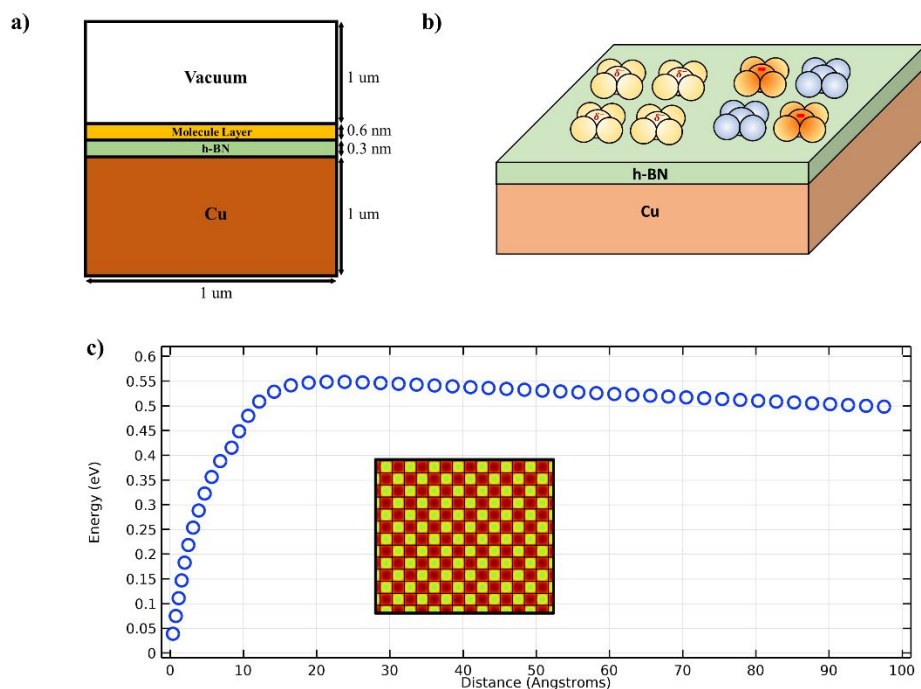 a)
Vacuum
1 um
Molecule Layer
0.6 nm
h-BN
0.3 nm
Cu
1 um
1 um
b)
δ⁻ δ⁻ -
δ⁻ δ⁻ -
h-BN
Cu
c)
0.6
0.55
0.5
0.45
0.4
0.35
0.3
0.25
0.2
0.15
0.1
0.05
0
Energy (eV)
0 10 20 30 40 50 60 70 80 90 100
Distance (Angstroms)